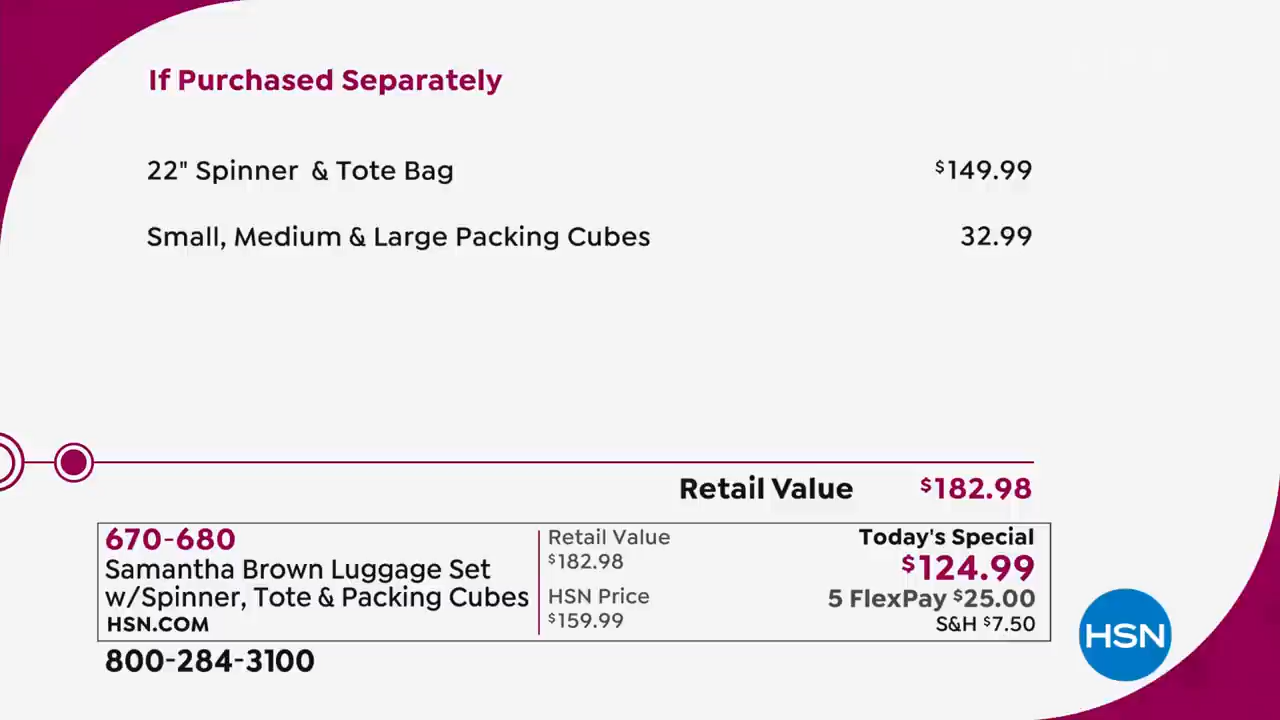 If Purchased Separately
22" Spinner & Tote Bag $149.99
Small, Medium & Large Packing Cubes 32.99
Retail Value $182.98
670-680
Samantha Brown Luggage Set
w/Spinner, Tote & Packing Cubes
HSN.COM
Retail Value
$182.98
HSN Price
$159.99
Today's Special
$124.99
5 FlexPay $25.00
S&H $7.50
800-284-3100
HSN